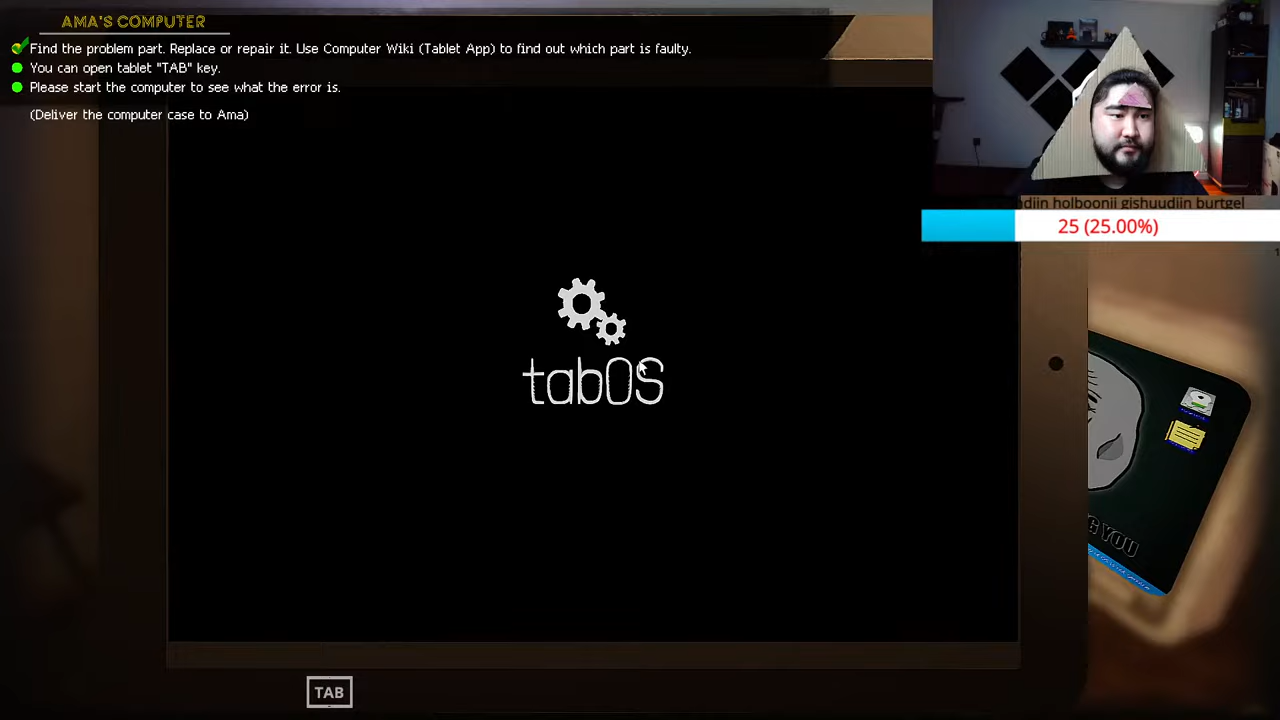 AMA'S COMPUTER
Find the problem part. Replace or repair it. Use Computer Wiki (Tablet App) to find out which part is faulty.
You can open tablet "TAB" key.
Please start the computer to see what the error is.
(Deliver the computer case to Ama)
holboonii gishuudiin burtgel
25 (25.00%)
tabOS
YOU
TAB